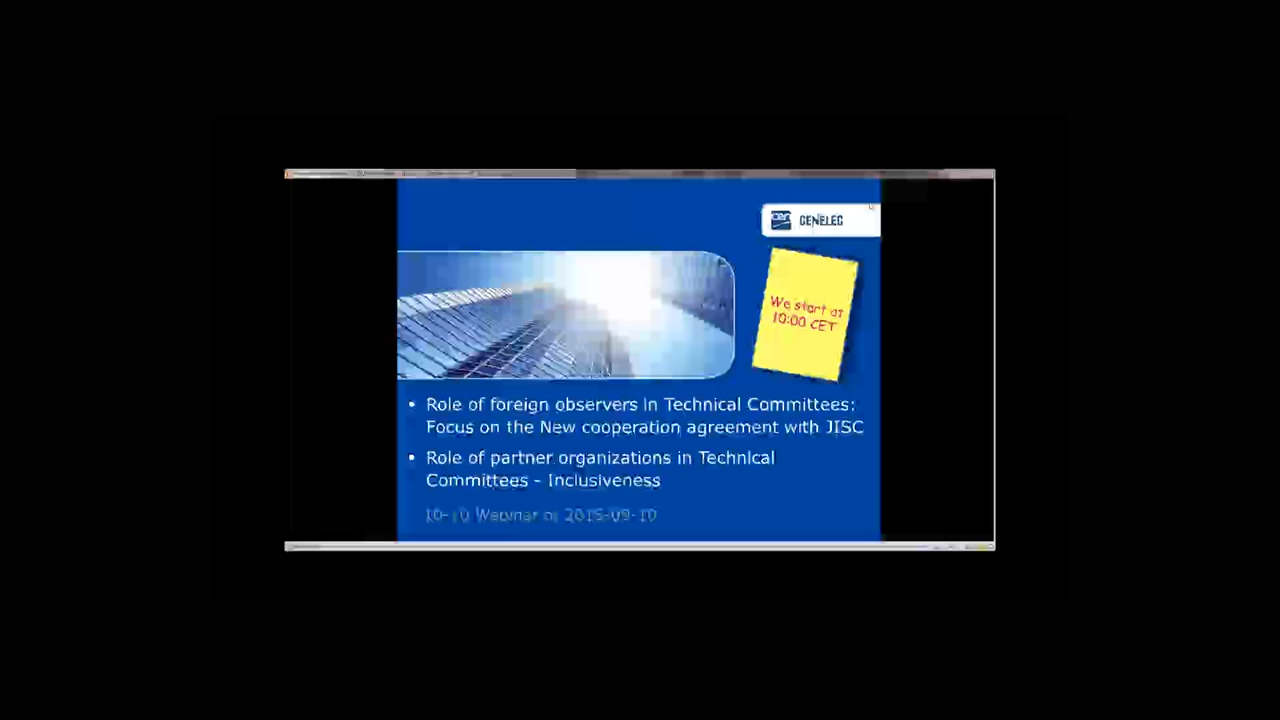 cen
CENELEC
We start at
10:00 CET
• Role of foreign observers in Technical Committees:
Focus on the New cooperation agreement with JISC
• Role of partner organizations in Technical
Committees - Inclusiveness
10-10 Webinar of 2015-09-10